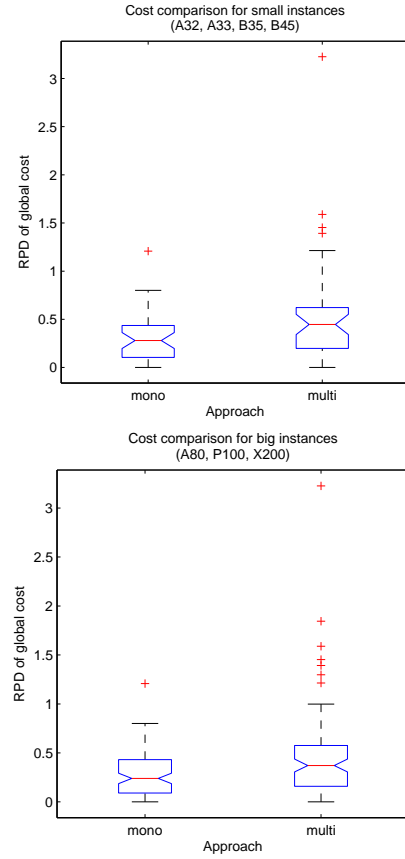 Cost comparison for small instances
(A32, A33, B35, B45)
3
2.5
2
1.5
1
0.5
0
RPD of global cost
mono multi
Approach
Cost comparison for big instances
(A80, P100, X200)
3
2.5
2
1.5
1
0.5
0
RPD of global cost
mono multi
Approach